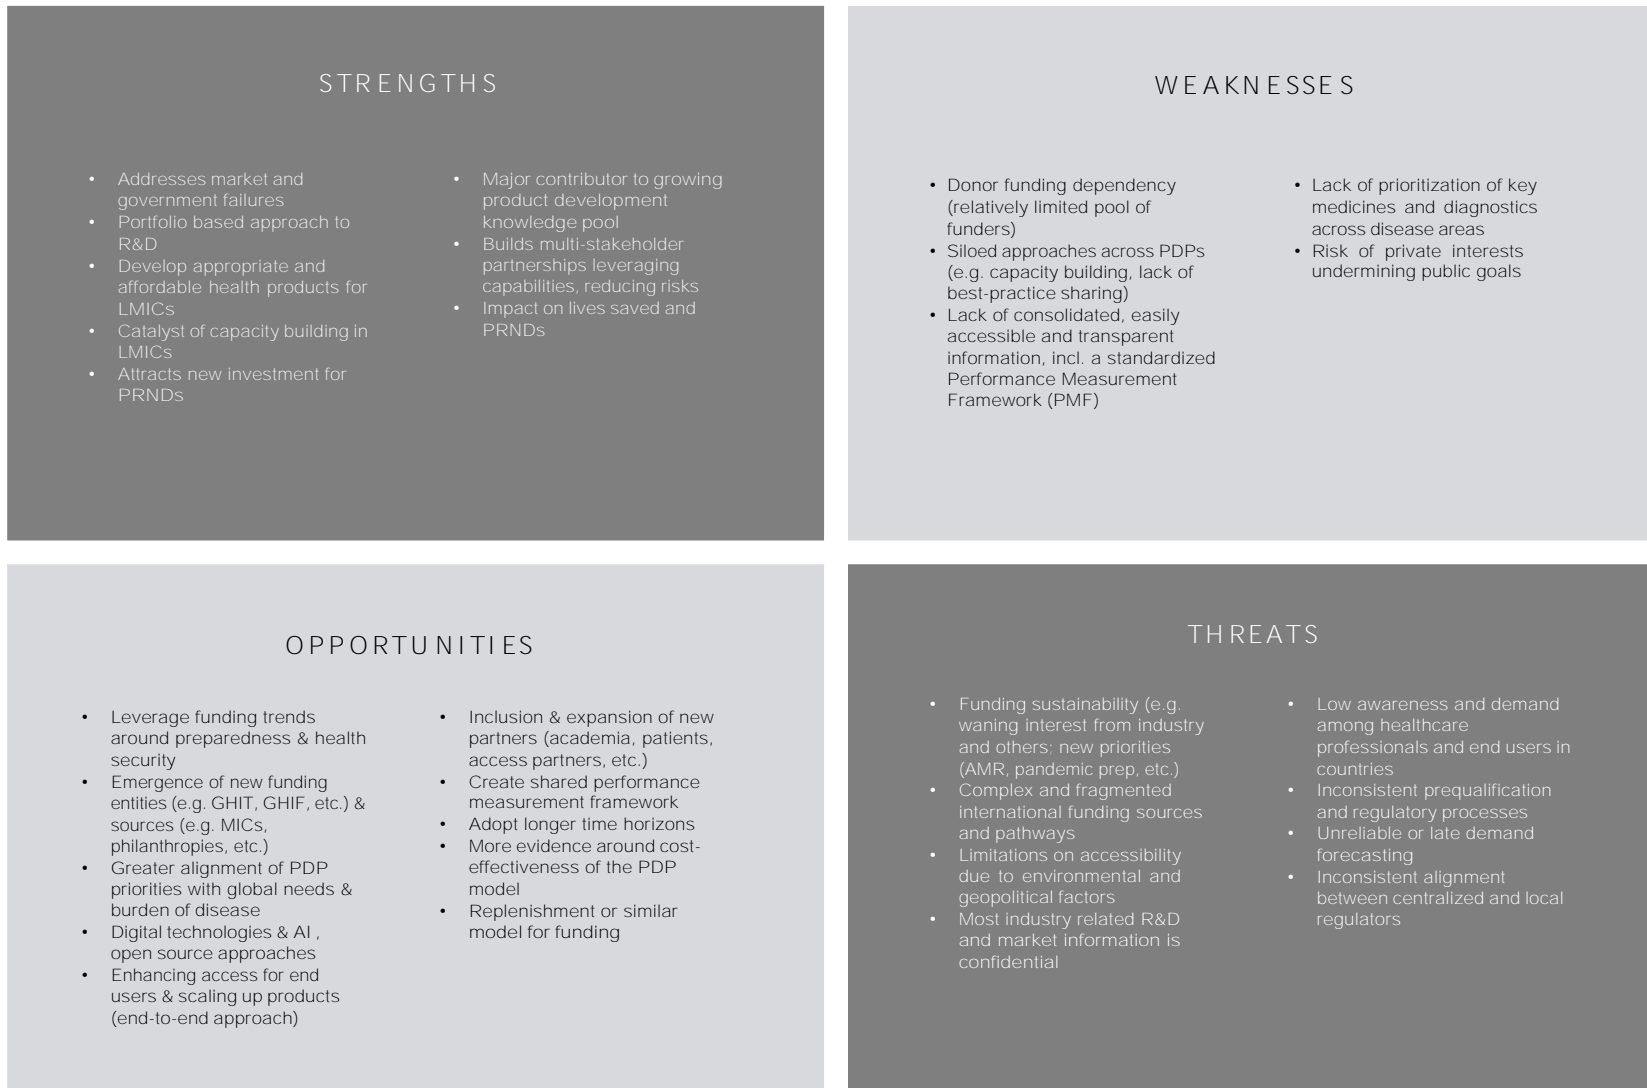 STRENGTHS
• Addresses market and
government failures
• Portfolio based approach to
R&D
• Develop appropriate and
affordable health products for
LMICs
• Catalyst of capacity building in
LMICs
• Attracts new investment for
PRNDs
• Major contributor to growing
product development
knowledge pool
• Builds multi-stakeholder
partnerships leveraging
capabilities, reducing risks
• Impact on lives saved and
PRNDs
WEAKNESSES
• Donor funding dependency
(relatively limited pool of
funders)
• Siloed approaches across PDPs
(e.g. capacity building, lack of
best-practice sharing)
• Lack of consolidated, easily
accessible and transparent
information, incl. a standardized
Performance Measurement
Framework (PMF)
• Lack of prioritization of key
medicines and diagnostics
across disease areas
• Risk of private interests
undermining public goals
OPPORTUNITIES
• Leverage funding trends
around preparedness & health
security
• Emergence of new funding
entities (e.g. GHIT, GHIF, etc.) &
sources (e.g. MICs,
philanthropies, etc.)
• Greater alignment of PDP
priorities with global needs &
burden of disease
• Digital technologies & AI ,
open source approaches
• Enhancing access for end
users & scaling up products
(end-to-end approach)
• Inclusion & expansion of new
partners (academia, patients,
access partners, etc.)
• Create shared performance
measurement framework
• Adopt longer time horizons
• More evidence around cost-
effectiveness of the PDP
model
• Replenishment or similar
model for funding
THREATS
• Funding sustainability (e.g.
waning interest from industry
and others; new priorities
(AMR, pandemic prep, etc.)
• Complex and fragmented
international funding sources
and pathways
• Limitations on accessibility
due to environmental and
geopolitical factors
• Most industry related R&D
and market information is
confidential
• Low awareness and demand
among healthcare
professionals and end users in
countries
• Inconsistent prequalification
and regulatory processes
• Unreliable or late demand
forecasting
• Inconsistent alignment
between centralized and local
regulators